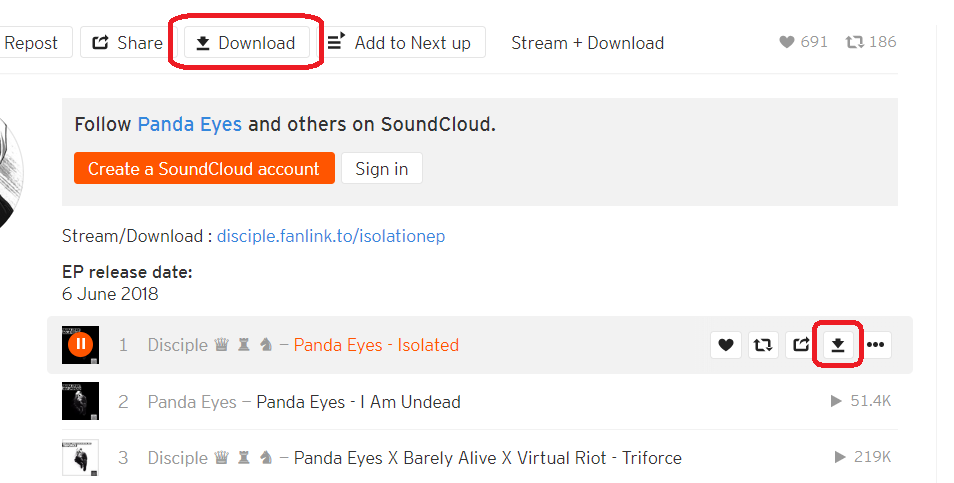 Repost Share Download Add to Next up Stream + Download 691 186
Follow Panda Eyes and others on SoundCloud.
Create a SoundCloud account Sign in
Stream/Download : disciple.fanlink.to/isolationep
EP release date:
6 June 2018
1 Disciple ♛ ♜ ♞ – Panda Eyes - Isolated
2 Panda Eyes – Panda Eyes - I Am Undead 51.4K
3 Disciple ♛ ♜ ♞ – Panda Eyes X Barely Alive X Virtual Riot - Triforce 219K